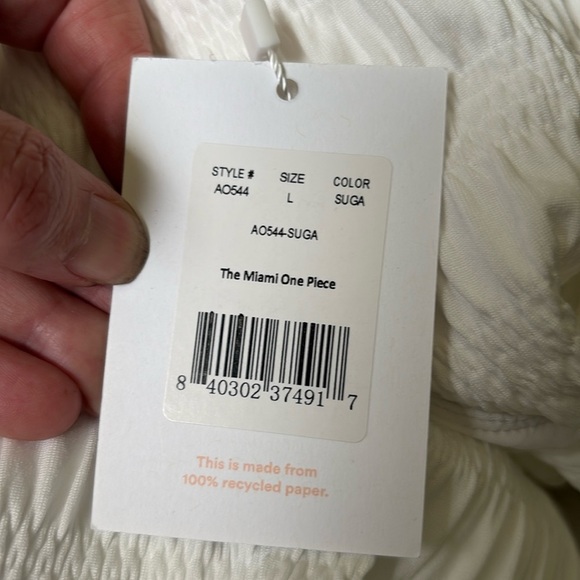 STYLE # SIZE COLOR
AO544 L SUGA
AO544-SUGA
The Miami One Piece
8 40302 37491 7
This is made from
100% recycled paper.